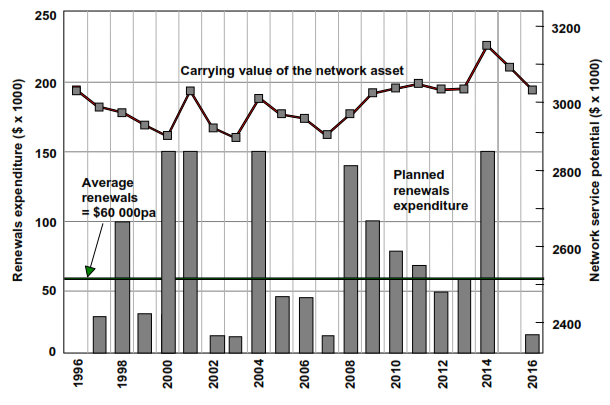 250
200
150
100
50
0
Renewals expenditure ($ x 1000)
Carrying value of the network asset
Average
renewals
= $60 000pa
Planned
renewals
expenditure
3200
3000
2800
2600
2400
Network service potential ($ x 1000)
1996
1998
2000
2002
2004
2006
2008
2010
2012
2014
2016